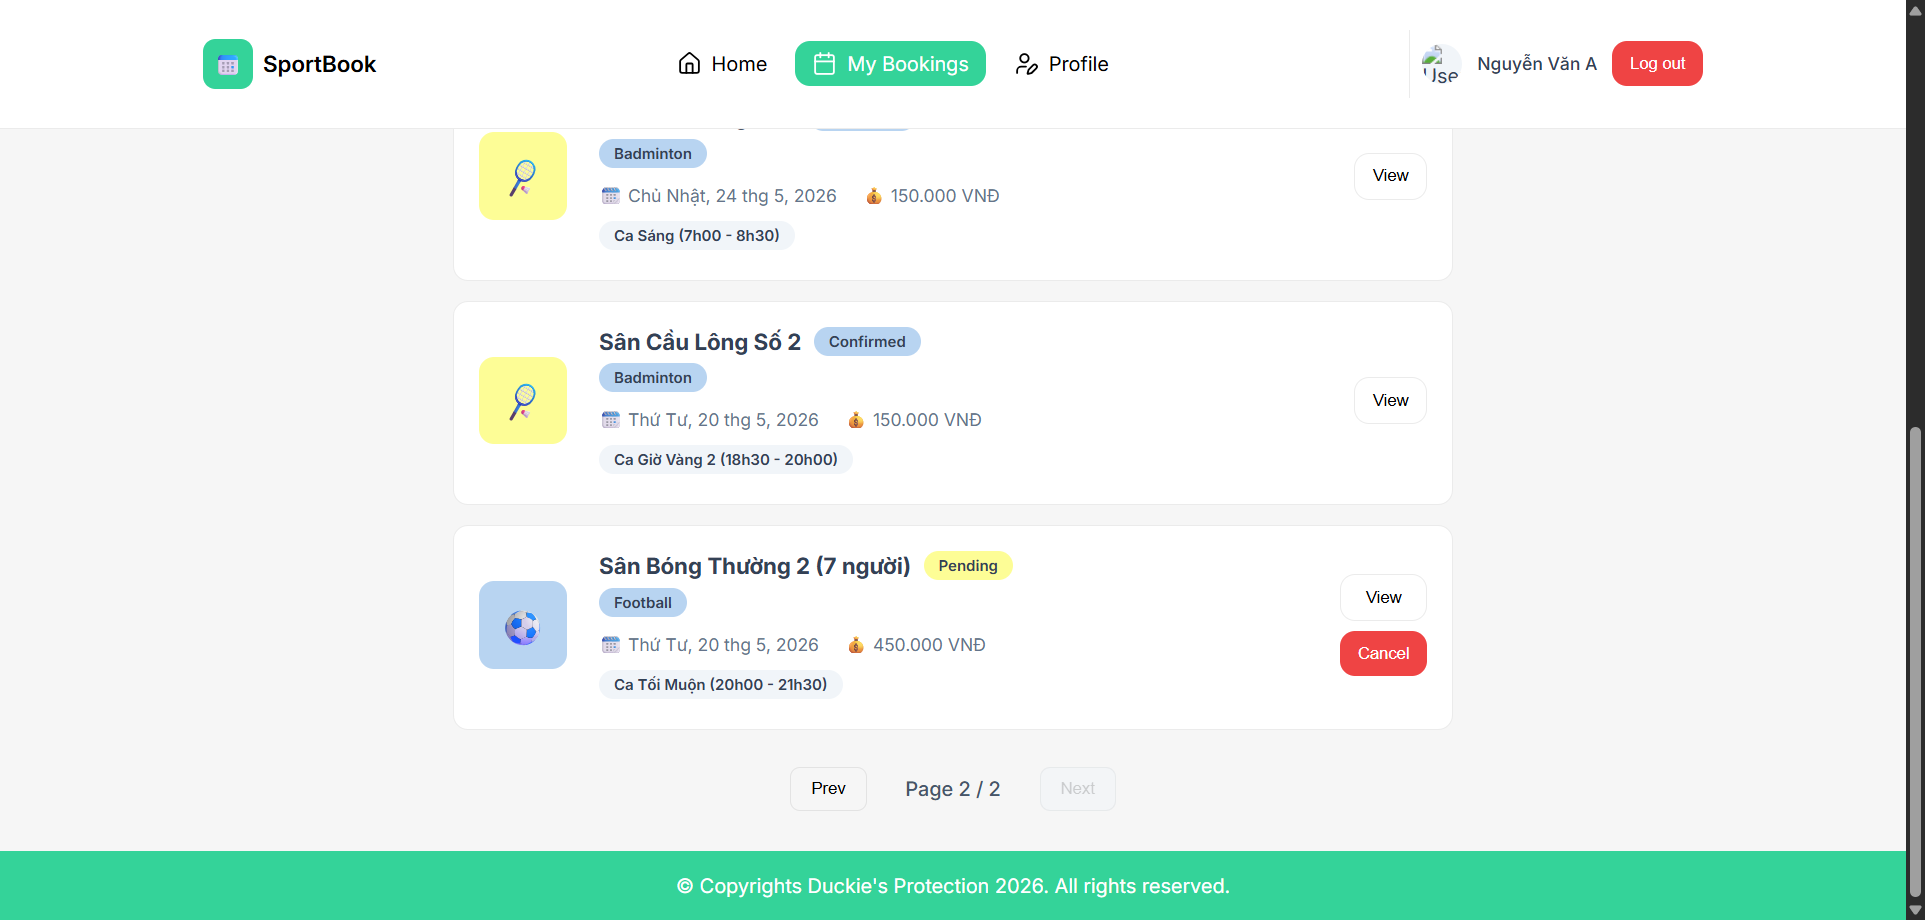 SportBook
Home
My Bookings
Profile
Use
Nguyễn Văn A
Log out
Badminton
Chủ Nhật, 24 thg 5, 2026
150.000 VNĐ
Ca Sáng (7h00 - 8h30)
View
Sân Cầu Lông Số 2
Confirmed
Badminton
Thứ Tư, 20 thg 5, 2026
150.000 VNĐ
Ca Giờ Vàng 2 (18h30 - 20h00)
View
Sân Bóng Thường 2 (7 người)
Pending
Football
Thứ Tư, 20 thg 5, 2026
450.000 VNĐ
Ca Tối Muộn (20h00 - 21h30)
View
Cancel
Prev
Page 2 / 2
Next
© Copyrights Duckie's Protection 2026. All rights reserved.